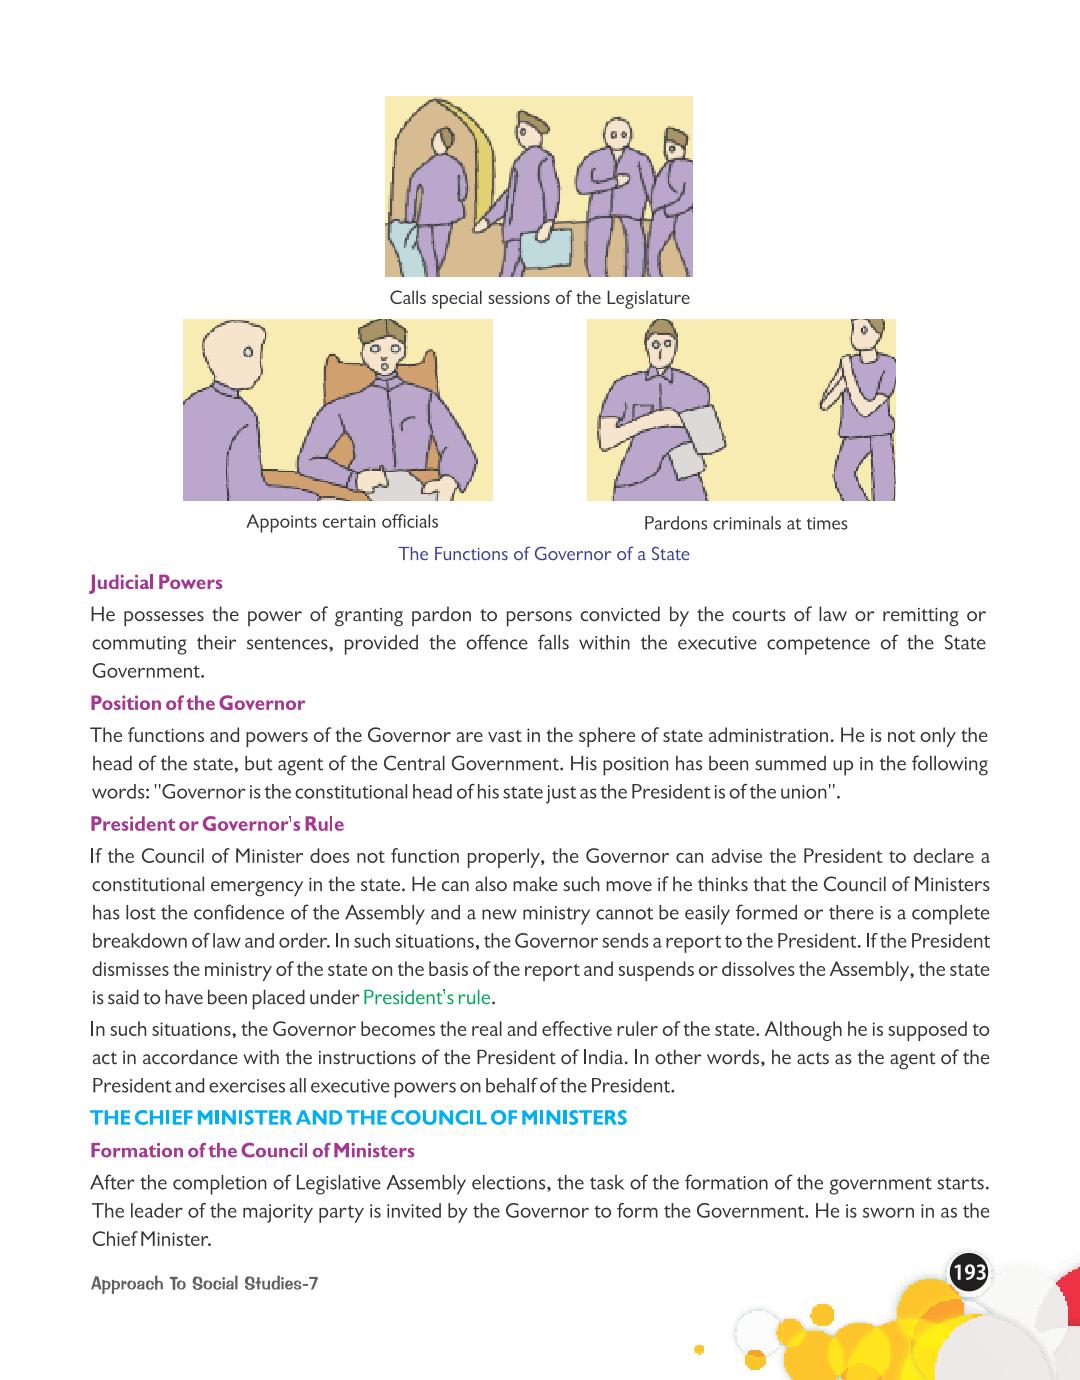 Calls special sessions of the Legislature
Appoints certain officials
Pardons criminals at times
The Functions of Governor of a State
Judicial Powers
He possesses the power of granting pardon to persons convicted by the courts of law or remitting or
commuting their sentences, provided the offence falls within the executive competence of the State
Government.
Position of the Governor
The functions and powers of the Governor are vast in the sphere of state administration. He is not only the
head of the state, but agent of the Central Government. His position has been summed up in the following
words: "Governor is the constitutional head of his state just as the President is of the union".
President or Governor's Rule
If the Council of Minister does not function properly, the Governor can advise the President to declare a
constitutional emergency in the state. He can also make such move if he thinks that the Council of Ministers
has lost the confidence of the Assembly and a new ministry cannot be easily formed or there is a complete
breakdown of law and order. In such situations, the Governor sends a report to the President. If the President
dismisses the ministry of the state on the basis of the report and suspends or dissolves the Assembly, the state
is said to have been placed under President's rule.
In such situations, the Governor becomes the real and effective ruler of the state. Although he is supposed to
act in accordance with the instructions of the President of India. In other words, he acts as the agent of the
President and exercises all executive powers on behalf of the President.
THE CHIEF MINISTER AND THE COUNCIL OF MINISTERS
Formation of the Council of Ministers
After the completion of Legislative Assembly elections, the task of the formation of the government starts.
The leader of the majority party is invited by the Governor to form the Government. He is sworn in as the
Chief Minister.
Approach To Social Studies-7
193